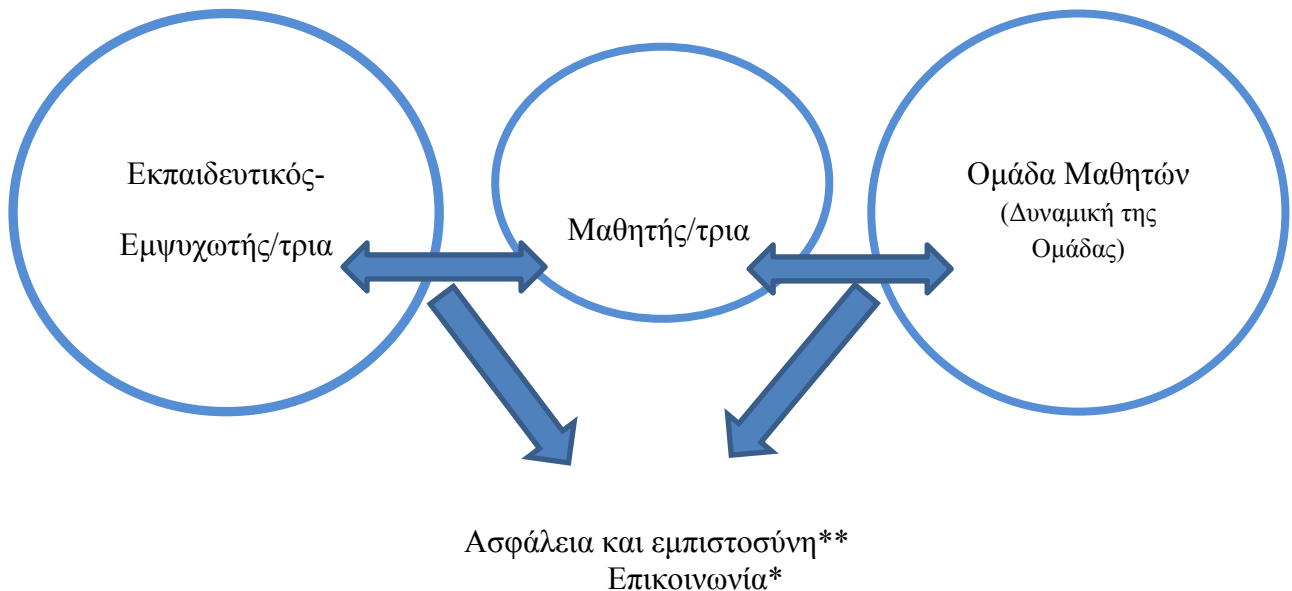 Εκπαιδευτικός-
Εμψυχωτής/τρια
Μαθητής/τρια
Ομάδα Μαθητών
(Δυναμική της
Ομάδας)
Ασφάλεια και εμπιστοσύνη**
Επικοινωνία*